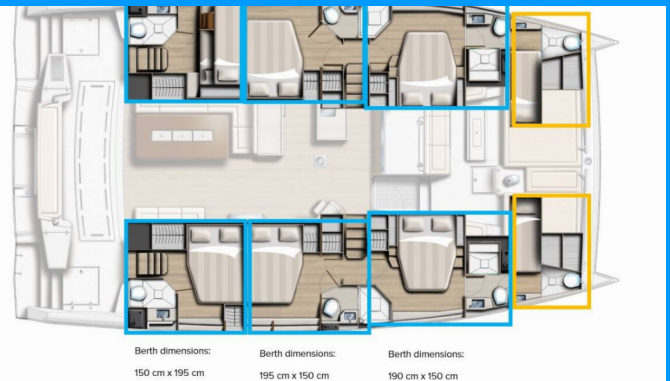 Berth dimensions:
150 cm x 195 cm
Berth dimensions:
195 cm x 150 cm
Berth dimensions:
190 cm x 150 cm